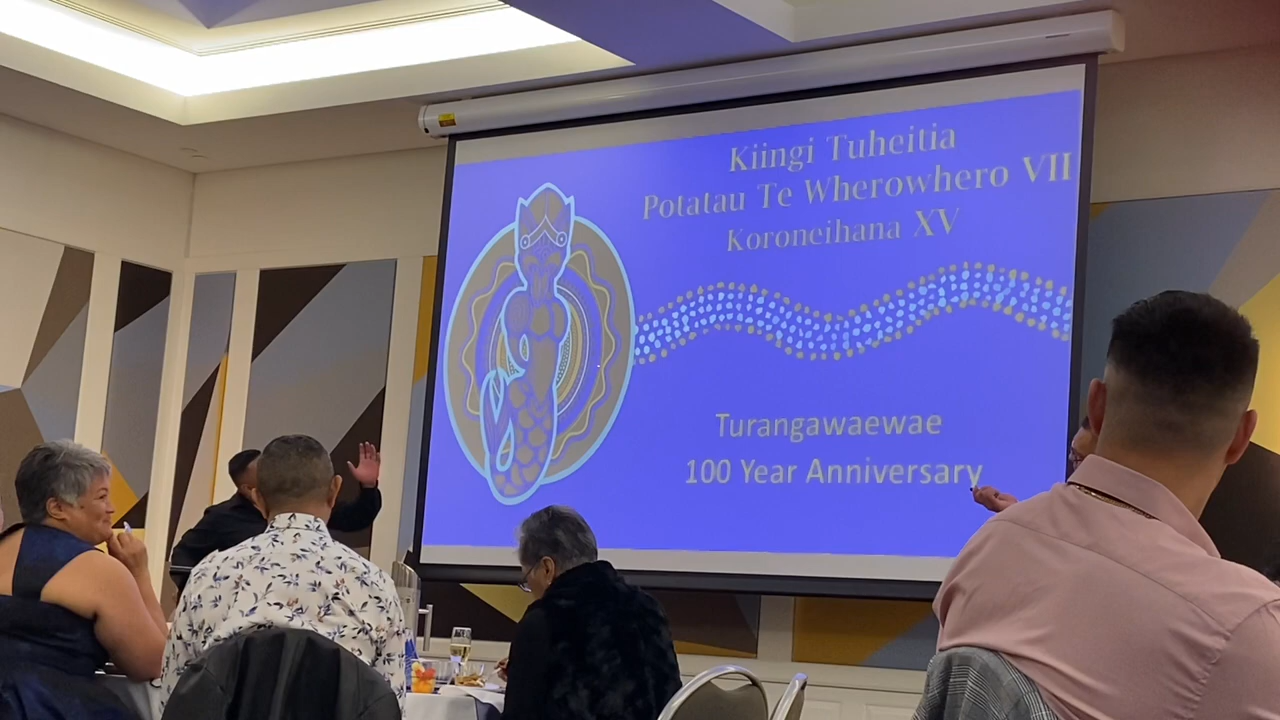 Kiingi Tuheitia
Potatau Te Wherowhero VII
Koroneihana XV
Turangawaewae
100 Year Anniversary